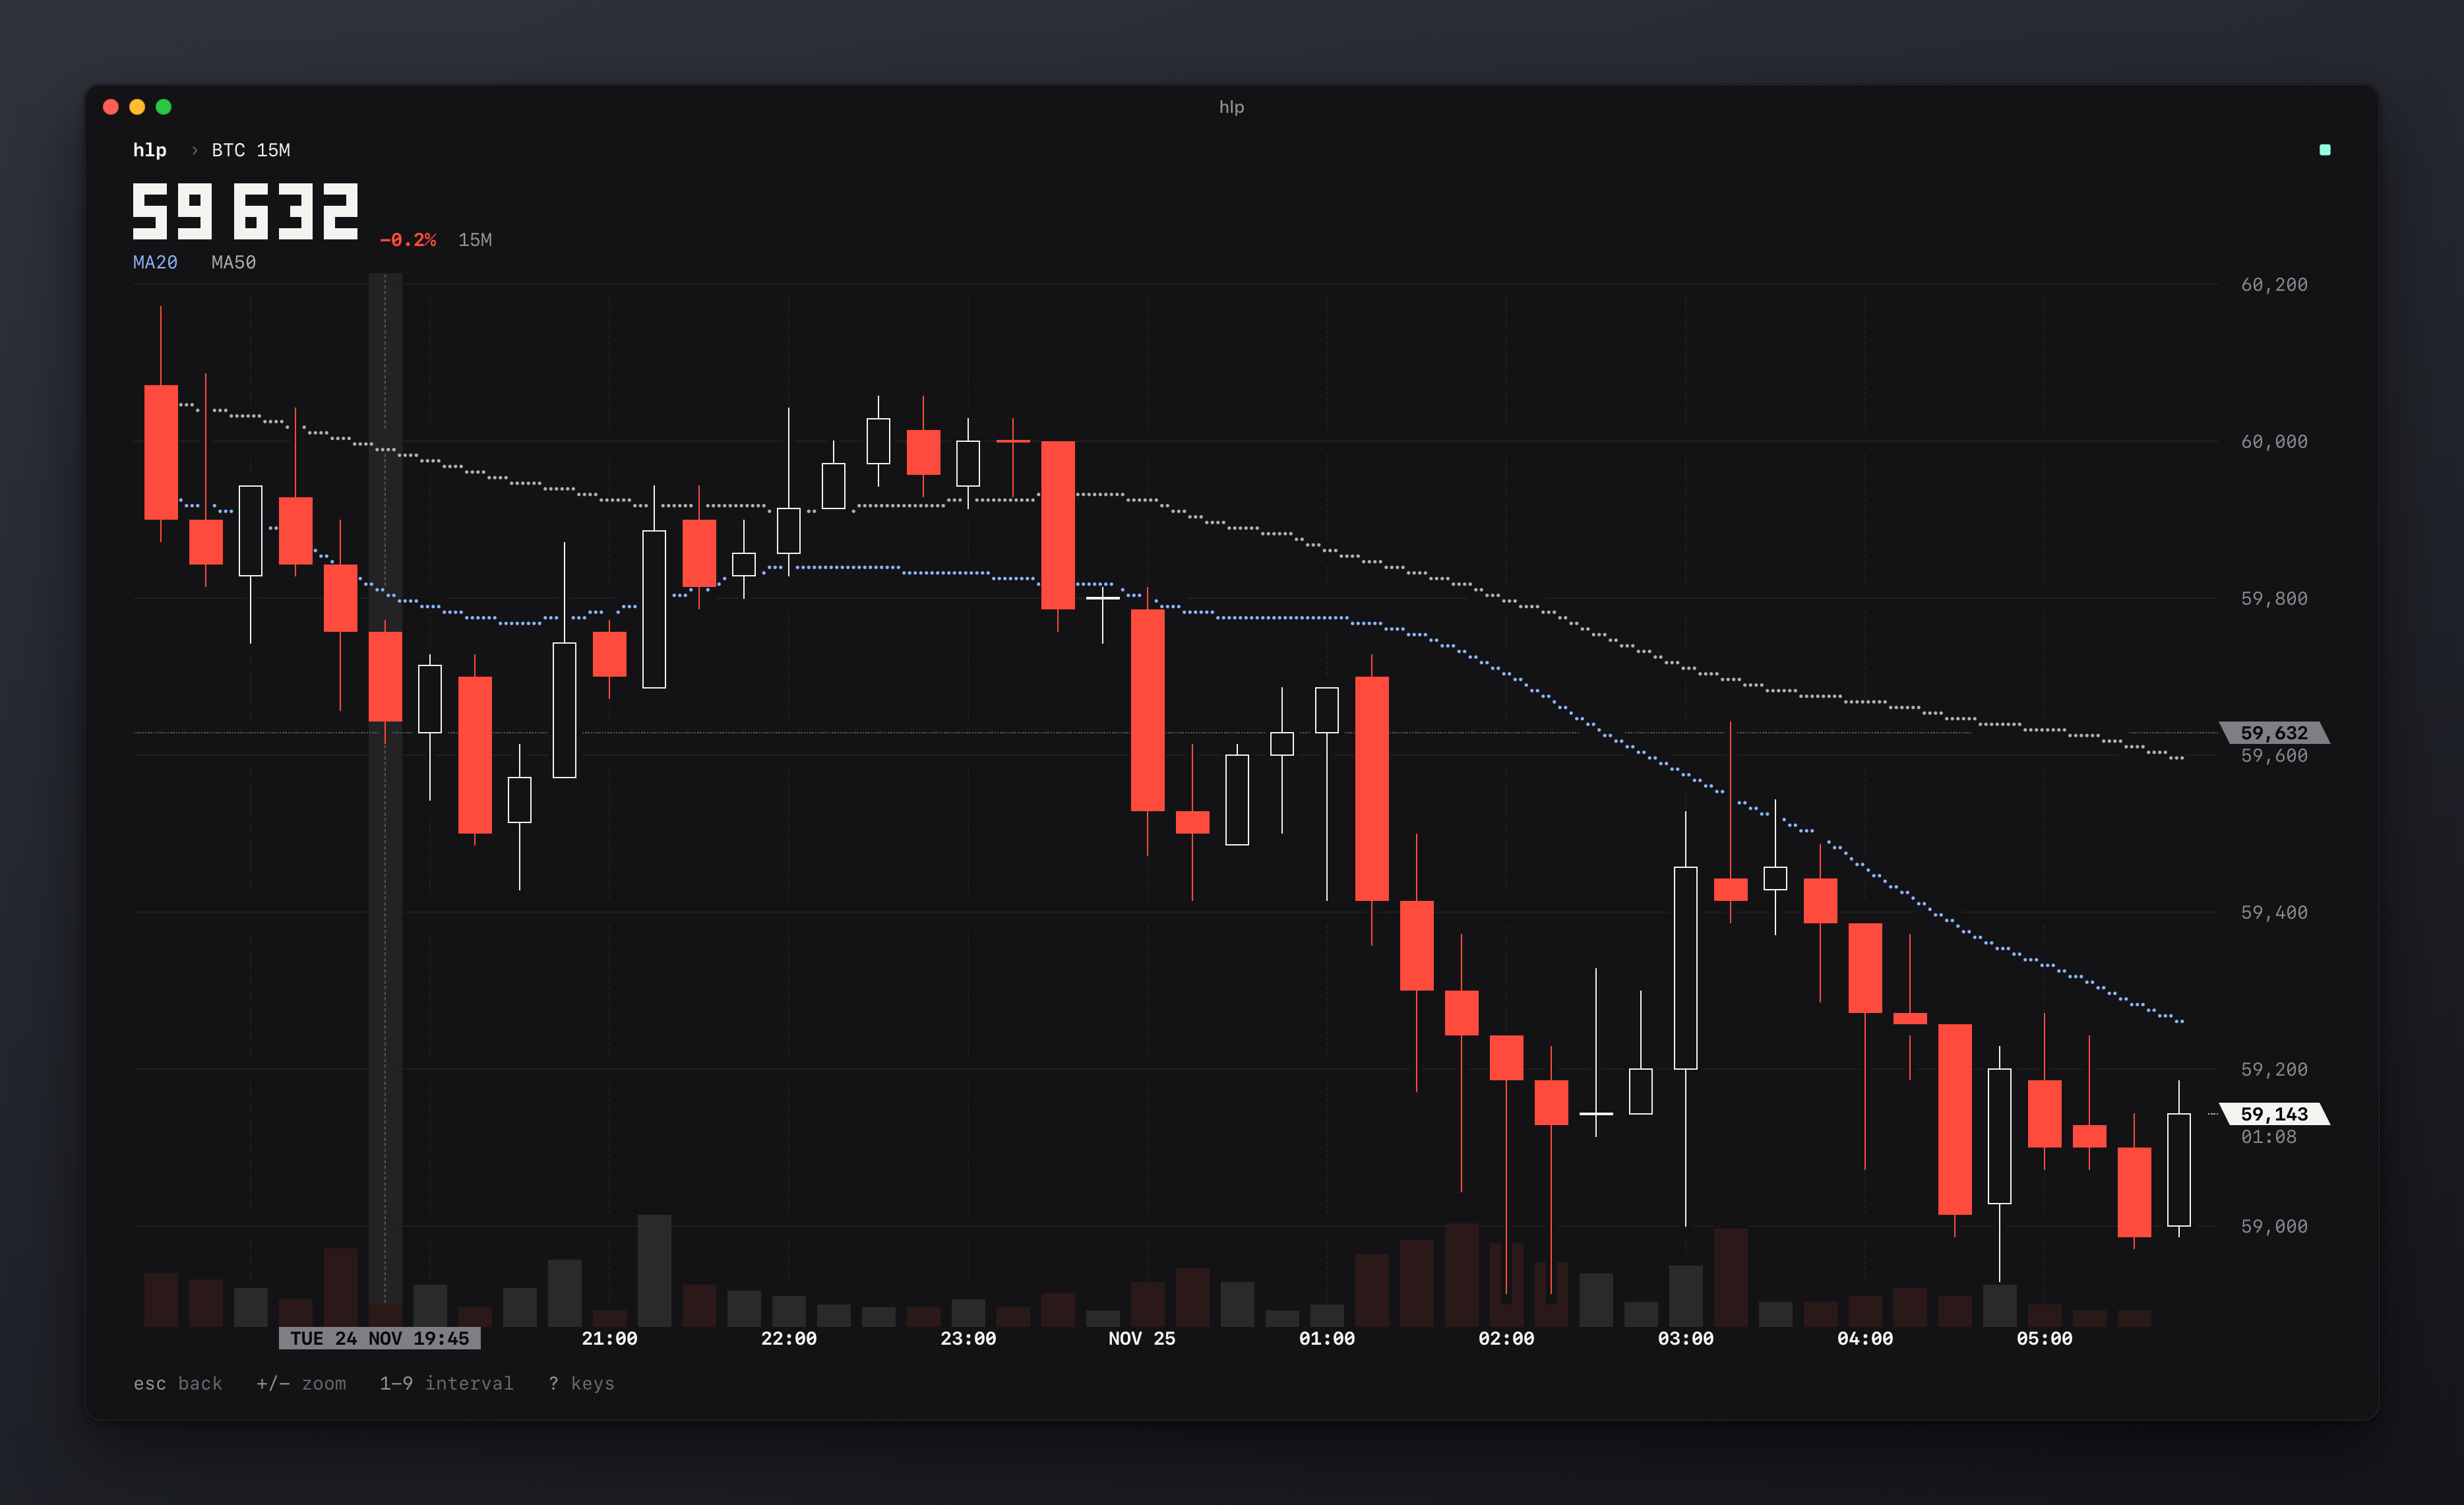 hlp
hlp › BTC 15M
59 632 −0.2% 15M
MA20 MA50
60,200
60,000
59,800
59,632
59,600
59,400
59,200
59,143
01:08
59,000
TUE 24 NOV 19:45 21:00 22:00 23:00 NOV 25 01:00 02:00 03:00 04:00 05:00
esc back +/− zoom 1–9 interval ? keys